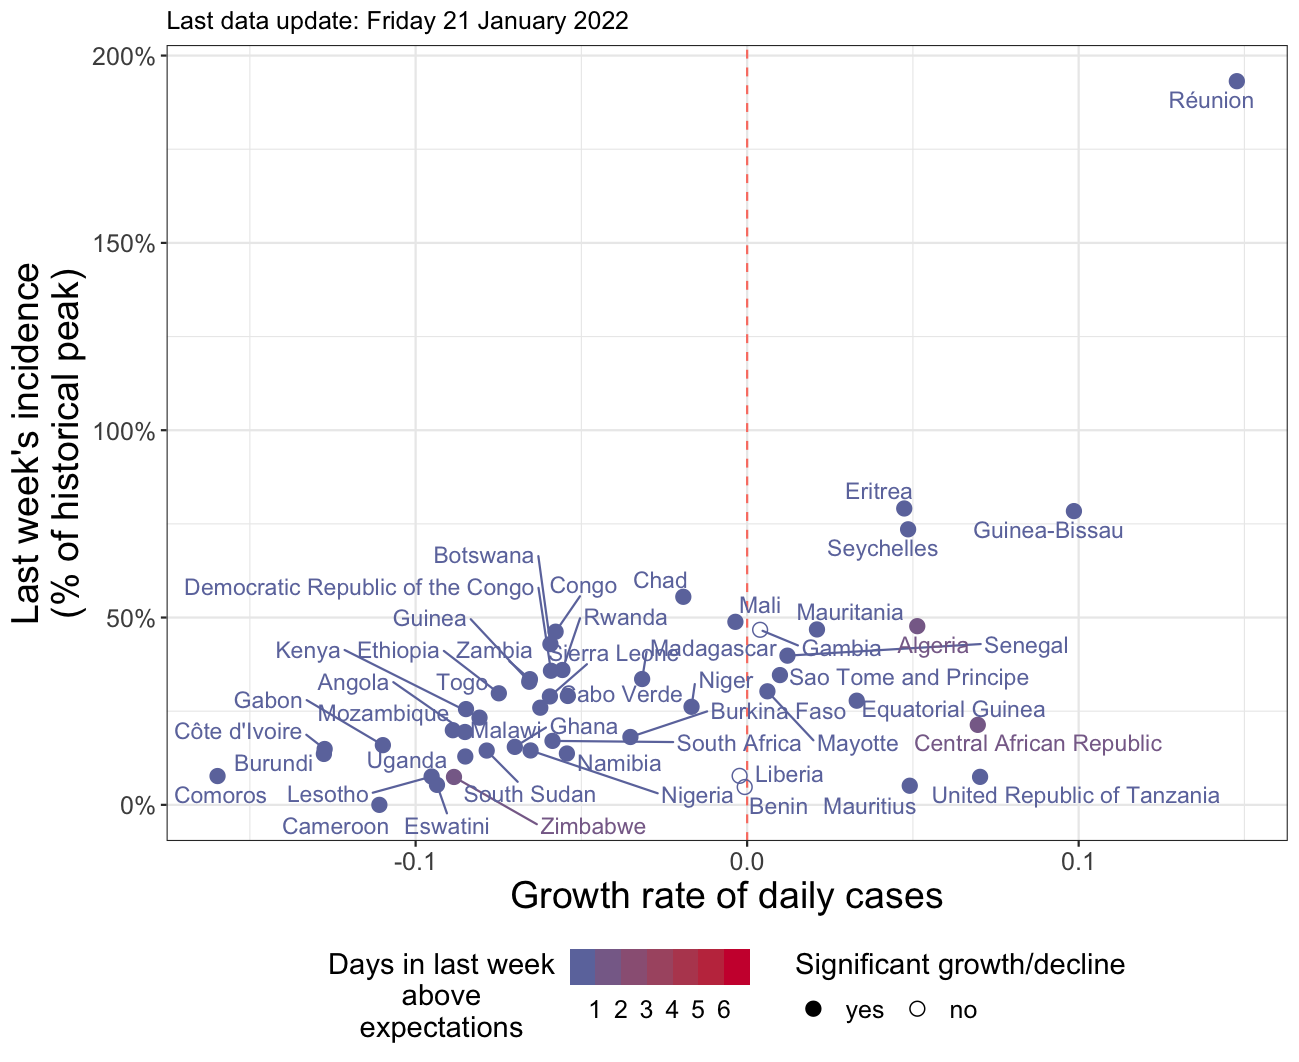 Last data update: Friday 21 January 2022
200%
150%
100%
50%
0%
Last week's incidence
(% of historical peak)
Réunion
Eritrea
Guinea-Bissau
Seychelles
Botswana
Democratic Republic of the Congo
Congo
Chad
Guinea
Rwanda
Mali
Mauritania
Kenya
Ethiopia
Zambia
Sierra Leone
Madagascar
Gambia
Algeria
Senegal
Angola
Togo
Cabo Verde
Niger
Sao Tome and Principe
Gabon
Mozambique
Burkina Faso
Equatorial Guinea
Côte d'Ivoire
Malawi
Ghana
South Africa
Mayotte
Central African Republic
Burundi
Uganda
Namibia
Liberia
Comoros
Lesotho
South Sudan
Nigeria
Benin
Mauritius
United Republic of Tanzania
Cameroon
Eswatini
Zimbabwe
-0.1
0.0
0.1
Growth rate of daily cases
Days in last week
above
expectations
1 2 3 4 5 6
Significant growth/decline
yes
no